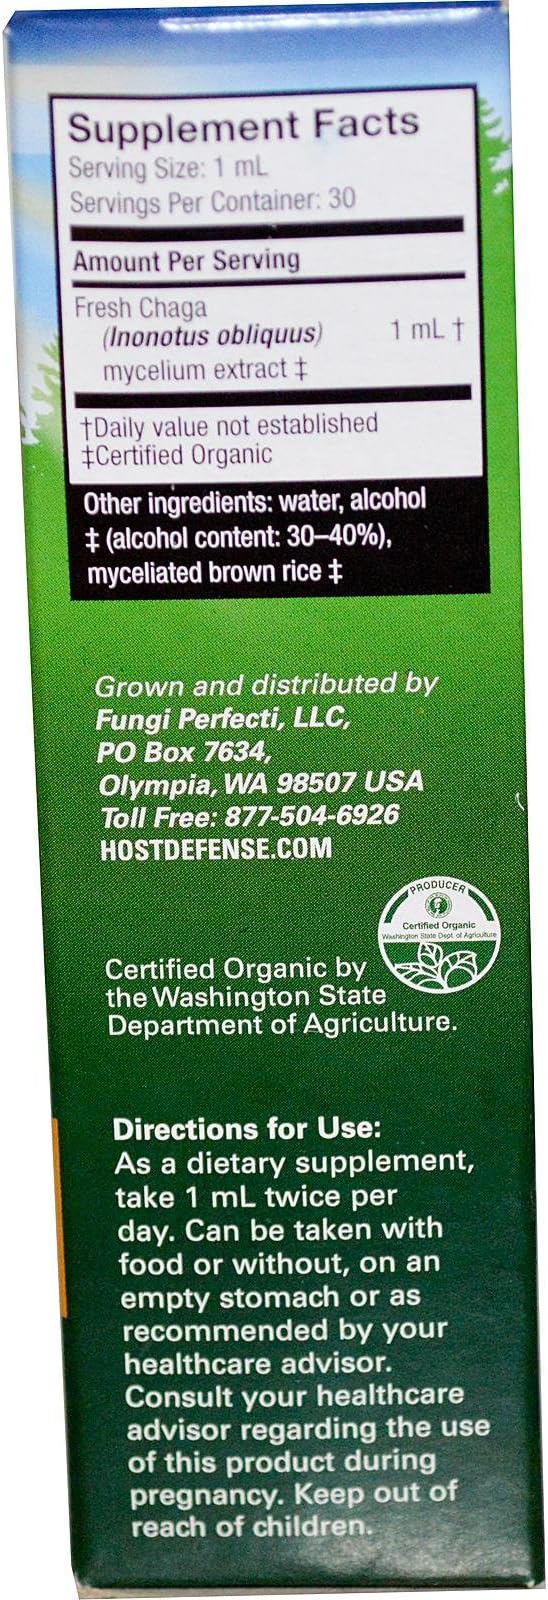 Supplement Facts
Serving Size: 1 mL
Servings Per Container: 30
Amount Per Serving
Fresh Chaga
(Inonotus obliquus) 1 mL †
mycelium extract ‡
†Daily value not established
‡Certified Organic
Other ingredients: water, alcohol
‡ (alcohol content: 30–40%),
myceliated brown rice ‡
Grown and distributed by
Fungi Perfecti, LLC,
PO Box 7634,
Olympia, WA 98507 USA
Toll Free: 877-504-6926
HOSTDEFENSE.COM
PRODUCER
Certified Organic
Washington State Dept. of Agriculture
Certified Organic by
the Washington State
Department of Agriculture.
Directions for Use:
As a dietary supplement,
take 1 mL twice per
day. Can be taken with
food or without, on an
empty stomach or as
recommended by your
healthcare advisor.
Consult your healthcare
advisor regarding the use
of this product during
pregnancy. Keep out of
reach of children.